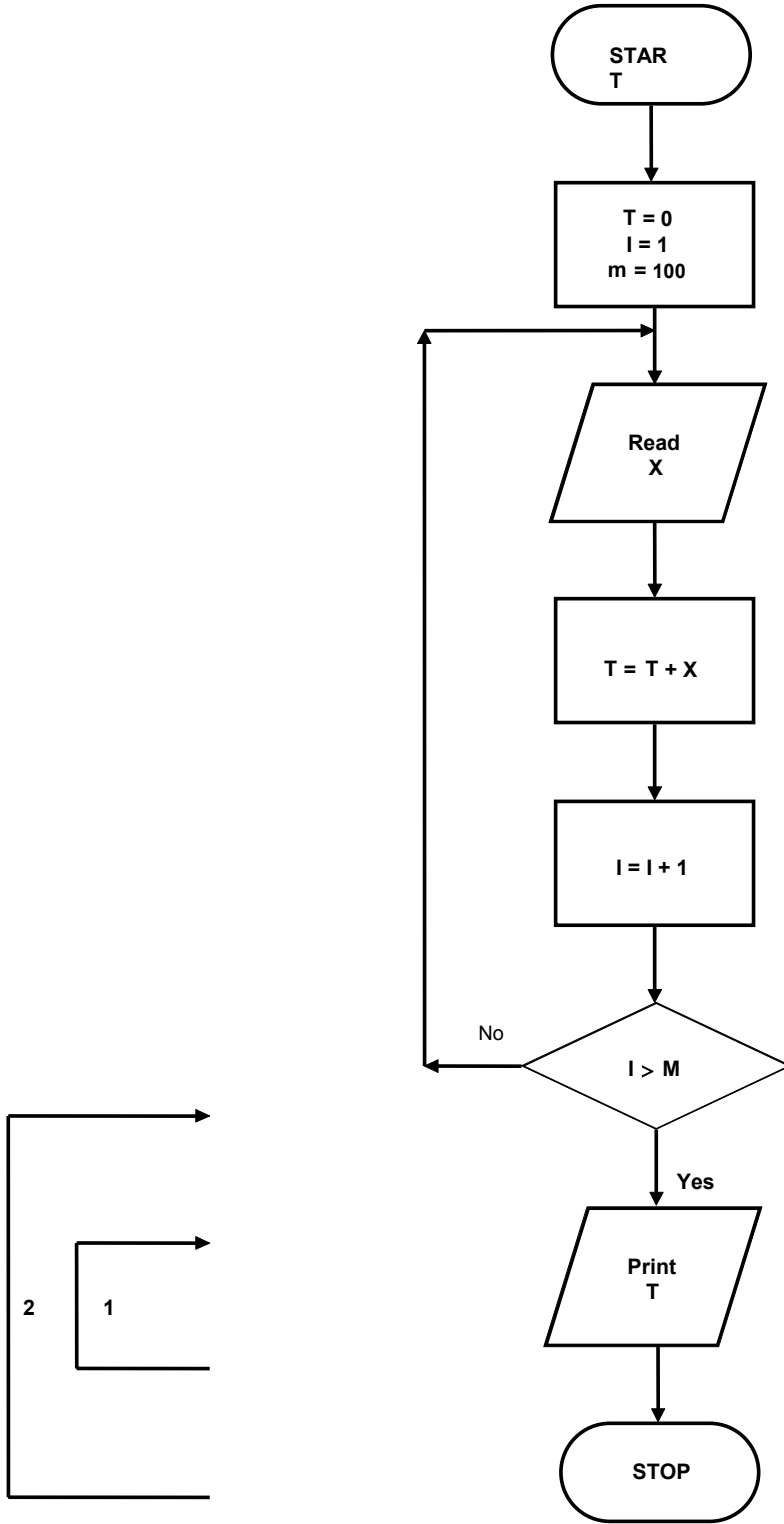 STAR
T
T = 0
I = 1
m = 100
Read
X
T = T + X
I = I + 1
No
I > M
Yes
Print
T
2
1
STOP